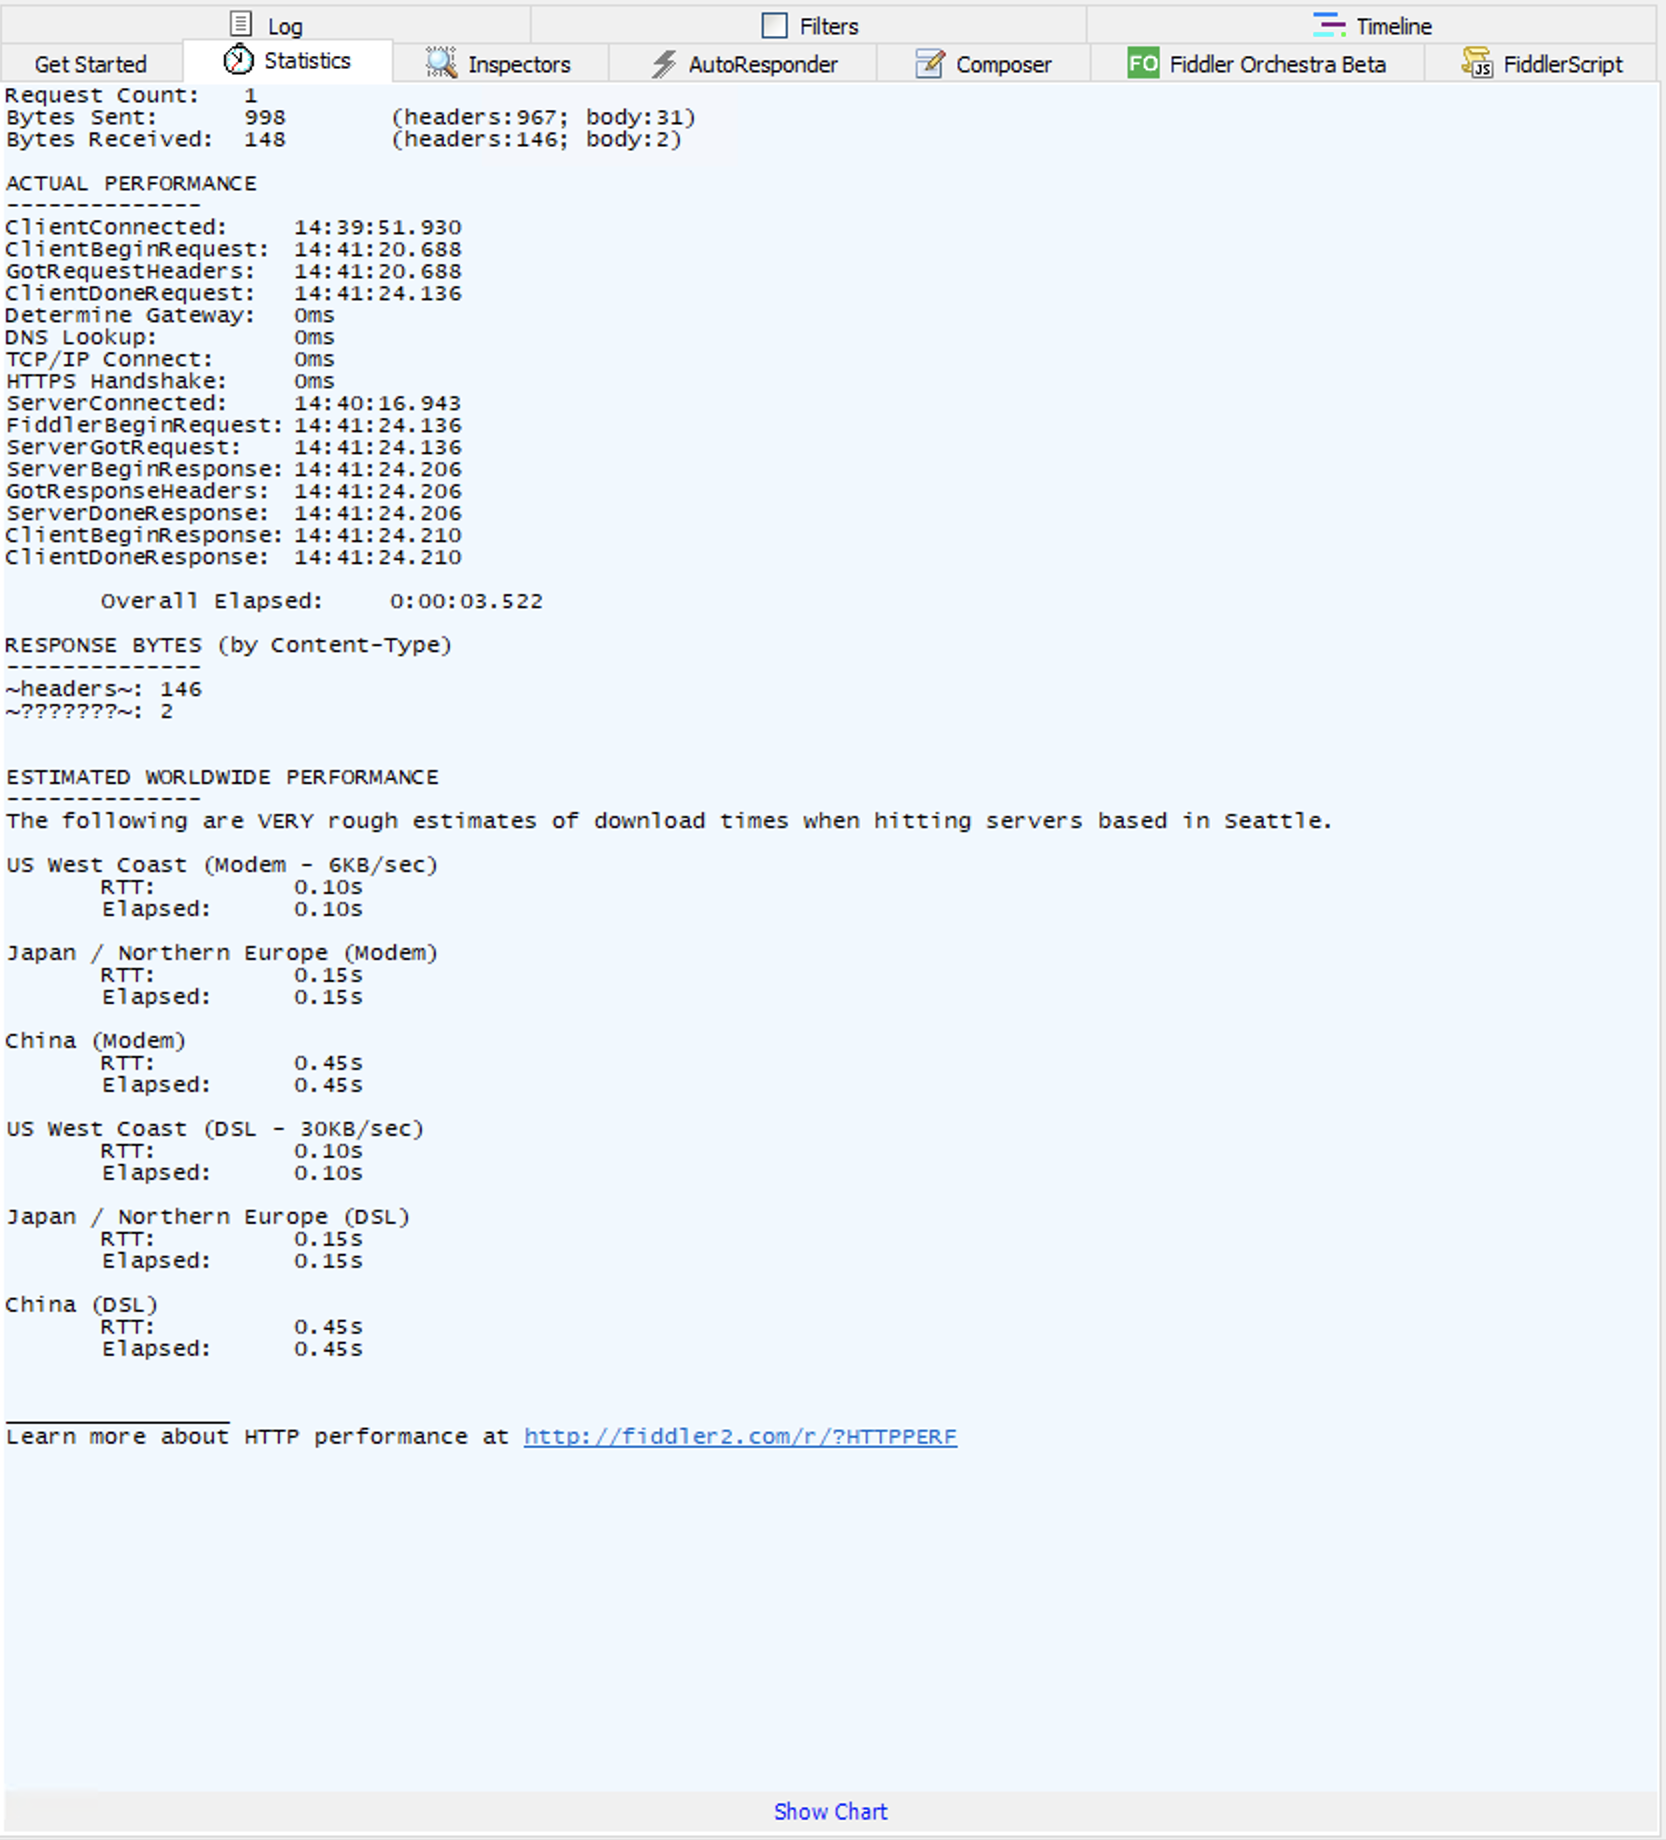 Log Filters Timeline
Get Started Statistics Inspectors AutoResponder Composer FO Fiddler Orchestra Beta JS FiddlerScript
Request Count: 1
Bytes Sent: 998 (headers:967; body:31)
Bytes Received: 148 (headers:146; body:2)
ACTUAL PERFORMANCE
--------------
ClientConnected: 14:39:51.930
ClientBeginRequest: 14:41:20.688
GotRequestHeaders: 14:41:20.688
ClientDoneRequest: 14:41:24.136
Determine Gateway: 0ms
DNS Lookup: 0ms
TCP/IP Connect: 0ms
HTTPS Handshake: 0ms
ServerConnected: 14:40:16.943
FiddlerBeginRequest: 14:41:24.136
ServerGotRequest: 14:41:24.136
ServerBeginResponse: 14:41:24.206
GotResponseHeaders: 14:41:24.206
ServerDoneResponse: 14:41:24.206
ClientBeginResponse: 14:41:24.210
ClientDoneResponse: 14:41:24.210
Overall Elapsed: 0:00:03.522
RESPONSE BYTES (by Content-Type)
--------------
~headers~: 146
~???????~: 2
ESTIMATED WORLDWIDE PERFORMANCE
--------------
The following are VERY rough estimates of download times when hitting servers based in Seattle.
US West Coast (Modem - 6KB/sec)
RTT: 0.10s
Elapsed: 0.10s
Japan / Northern Europe (Modem)
RTT: 0.15s
Elapsed: 0.15s
China (Modem)
RTT: 0.45s
Elapsed: 0.45s
US West Coast (DSL - 30KB/sec)
RTT: 0.10s
Elapsed: 0.10s
Japan / Northern Europe (DSL)
RTT: 0.15s
Elapsed: 0.15s
China (DSL)
RTT: 0.45s
Elapsed: 0.45s
________________
Learn more about HTTP performance at http://fiddler2.com/r/?HTTPPERF
Show Chart